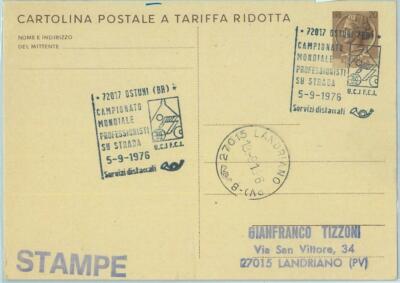 CARTOLINA POSTALE A TARIFFA RIDOTTA
NOME E INDIRIZZO
DEL MITTENTE
* 72017 OSTUNI (BR) *
CAMPIONATO
MONDIALE
PROFESSIONISTI
SU STRADA
5-9-1976
U.C.I F.C.I.
Servizi distaccati
72017 OSTUNI (BR)
CAMPIONATO
MONDIALE
PROFESSIONISTI
SU STRADA
5-9-1976
U.C.I F.C.I.
Servizi distaccati
27015 LANDRIANO
(PV)
STAMPE
GIANFRANCO TIZZONI
Via San Vittore, 34
27015 LANDRIANO (PV)